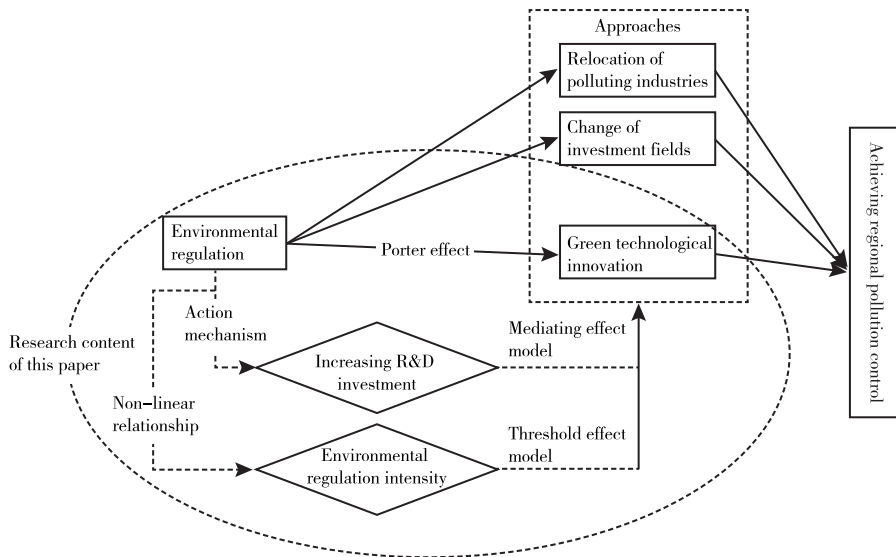 Approaches
Relocation of
polluting industries
Change of
investment fields
Environmental
regulation
Porter effect
Green technological
innovation
Achieving regional pollution control
Action
mechanism
Research content
of this paper
Increasing R&D
investment
Mediating effect
model
Non-linear
relationship
Environmental
regulation intensity
Threshold effect
model